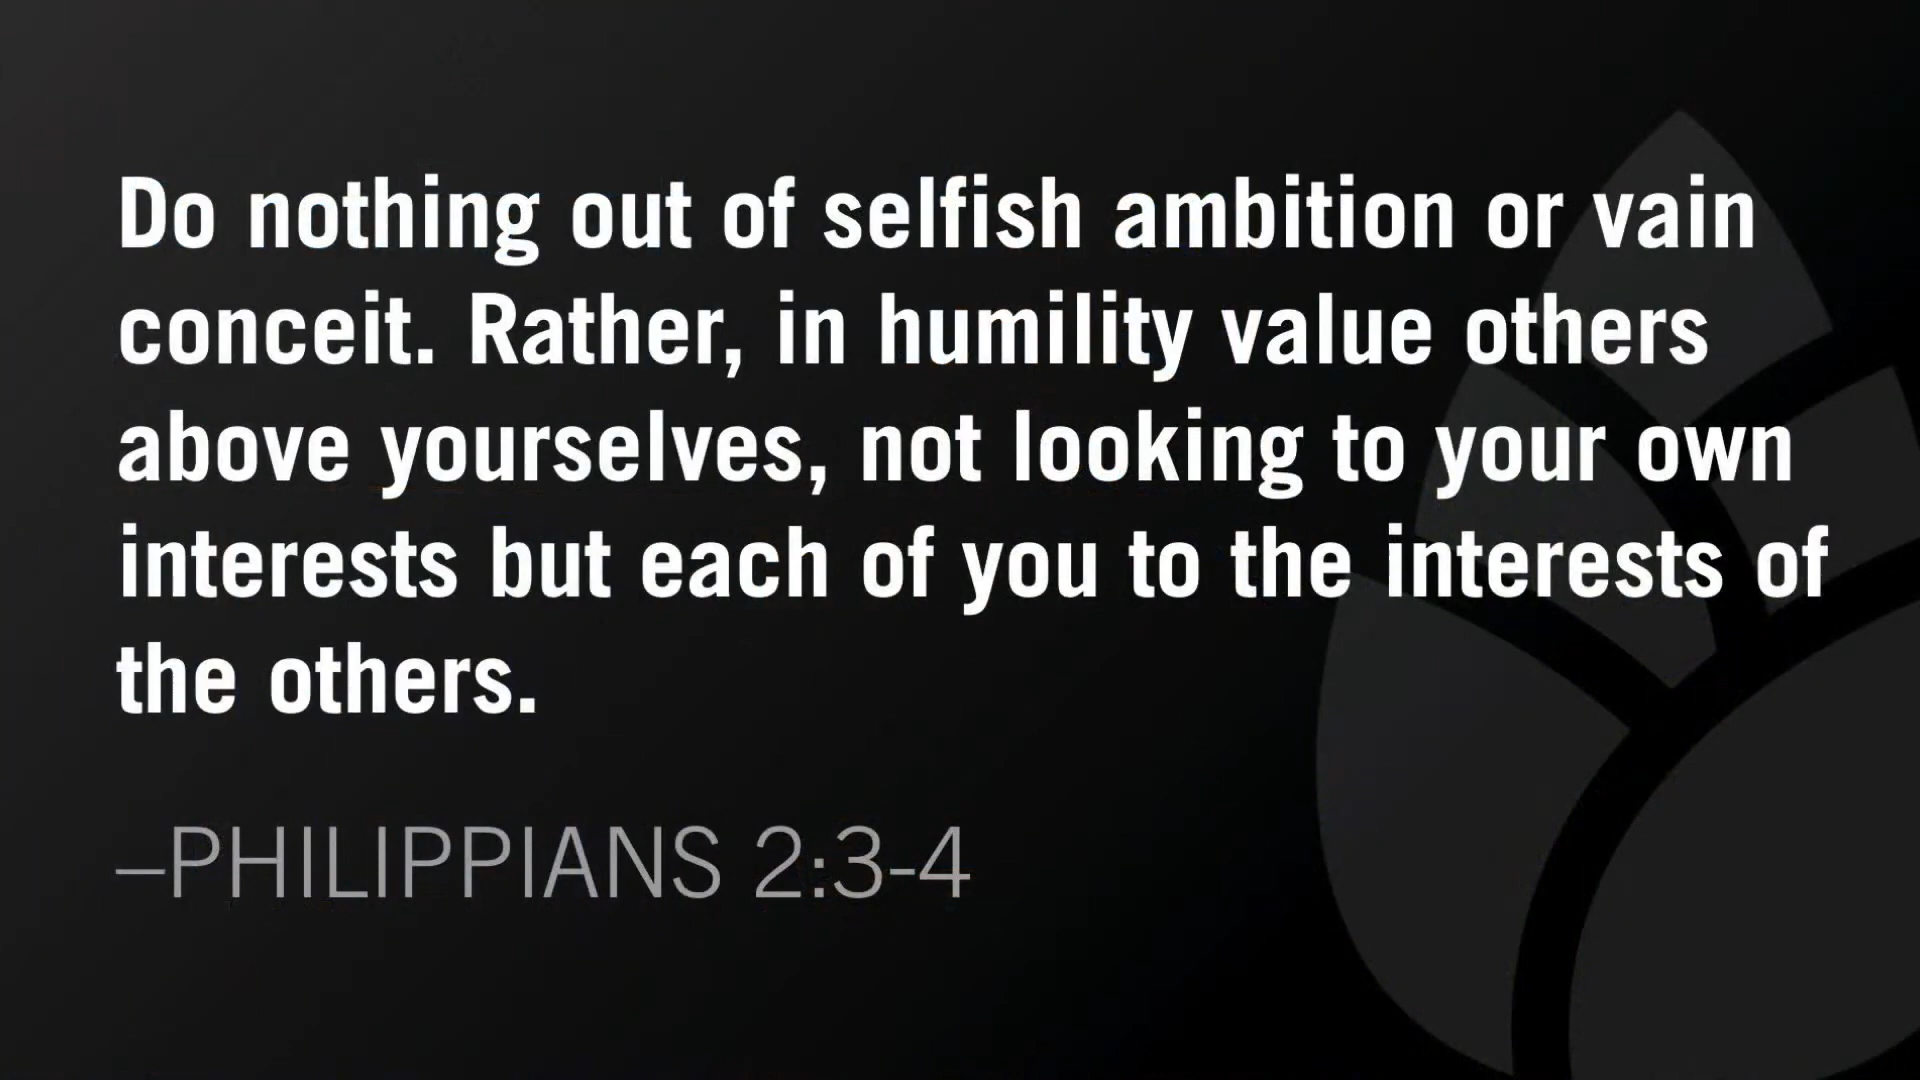 Do nothing out of selfish ambition or vain
conceit. Rather, in humility value others
above yourselves, not looking to your own
interests but each of you to the interests of
the others.
–PHILIPPIANS 2:3-4